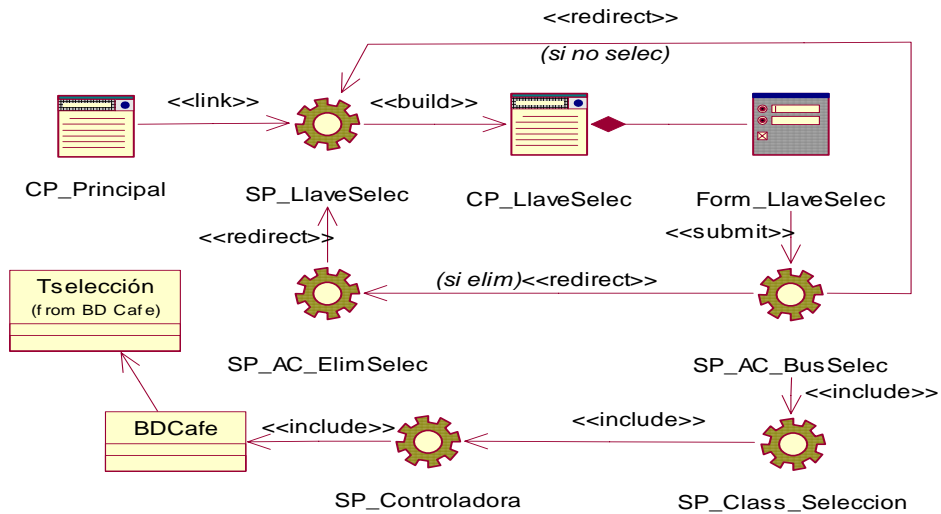 <<redirect>>
(si no selec)
<<link>>
<<build>>
CP_Principal
SP_LlaveSelec
CP_LlaveSelec
Form_LlaveSelec
<<redirect>>
<<submit>>
(si elim)<<redirect>>
Tselección
(from BD Cafe)
SP_AC_ElimSelec
SP_AC_BusSelec
<<include>>
BDCafe
<<include>>
<<include>>
SP_Controladora
SP_Class_Seleccion